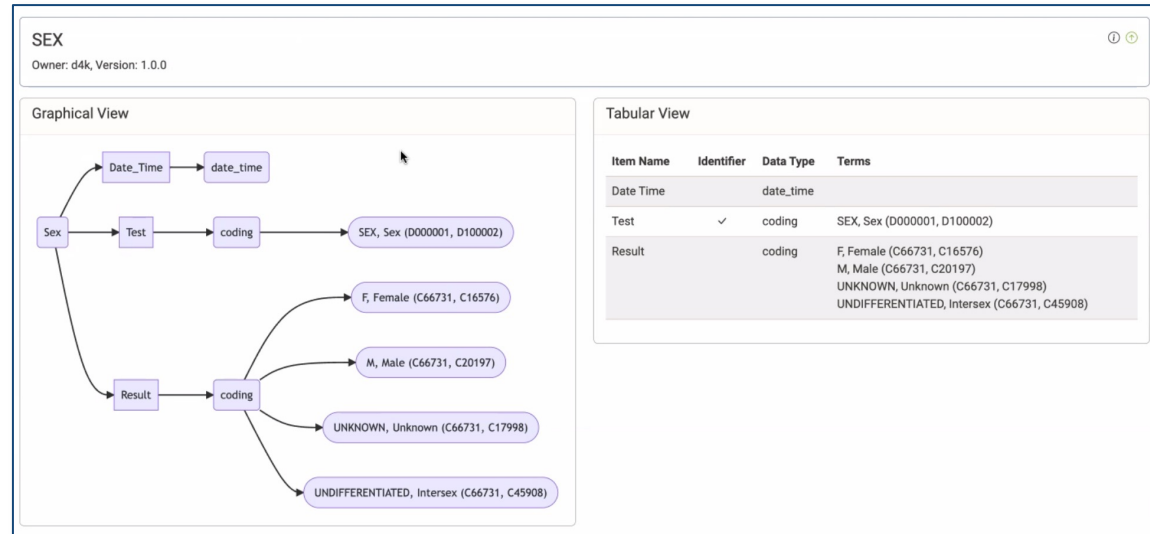 SEX
Owner: d4k, Version: 1.0.0
Graphical View
Date_Time
date_time
Sex
Test
coding
SEX, Sex (D000001, D100002)
F, Female (C66731, C16576)
M, Male (C66731, C20197)
Result
coding
UNKNOWN, Unknown (C66731, C17998)
UNDIFFERENTIATED, Intersex (C66731, C45908)
Tabular View
Item Name Identifier Data Type Terms
Date Time date_time
Test ✓ coding SEX, Sex (D000001, D100002)
Result coding F, Female (C66731, C16576)
M, Male (C66731, C20197)
UNKNOWN, Unknown (C66731, C17998)
UNDIFFERENTIATED, Intersex (C66731, C45908)